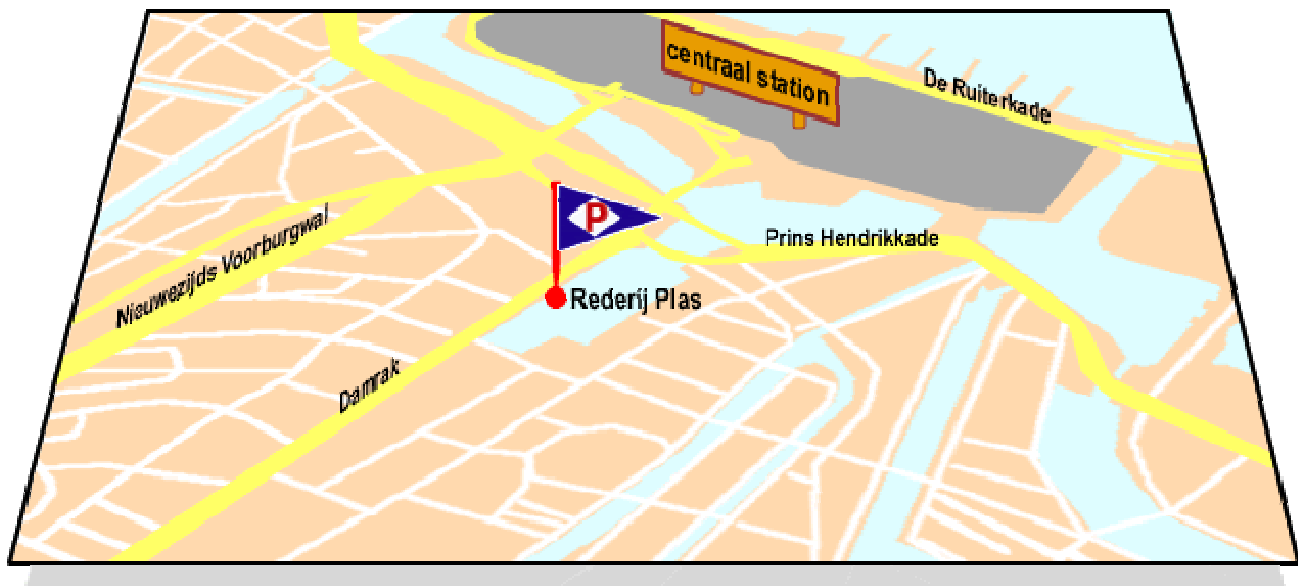 centraal station
De Ruiterkade
P
Nieuwezijds Voorburgwal
Prins Hendrikkade
Rederij Plas
Damrak